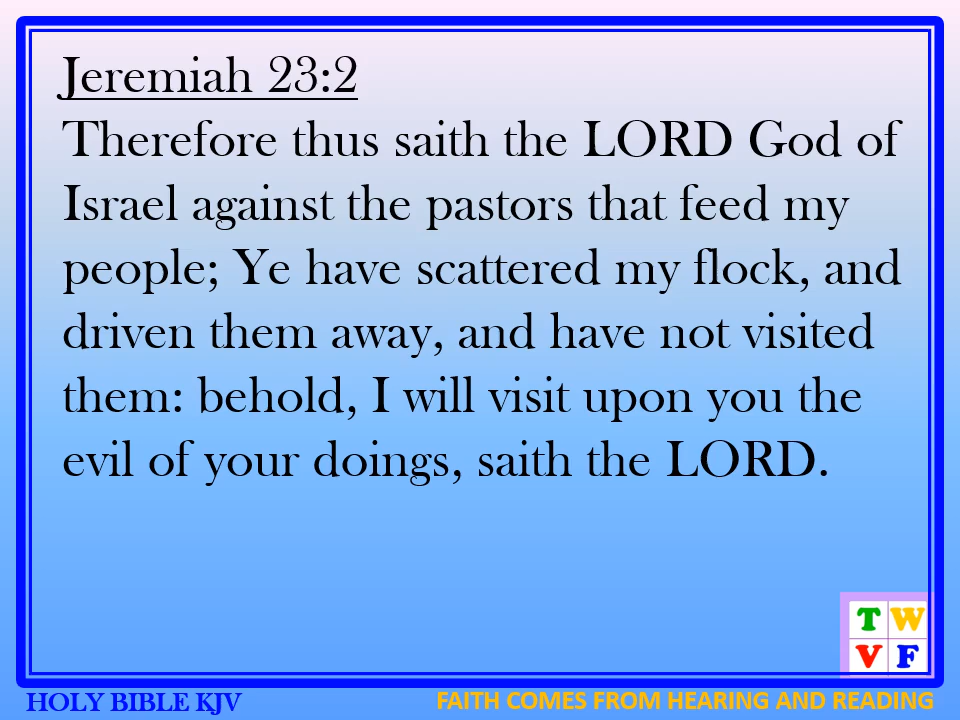 Jeremiah 23:2
Therefore thus saith the LORD God of
Israel against the pastors that feed my
people; Ye have scattered my flock, and
driven them away, and have not visited
them: behold, I will visit upon you the
evil of your doings, saith the LORD.
T W
V F
HOLY BIBLE KJV
FAITH COMES FROM HEARING AND READING